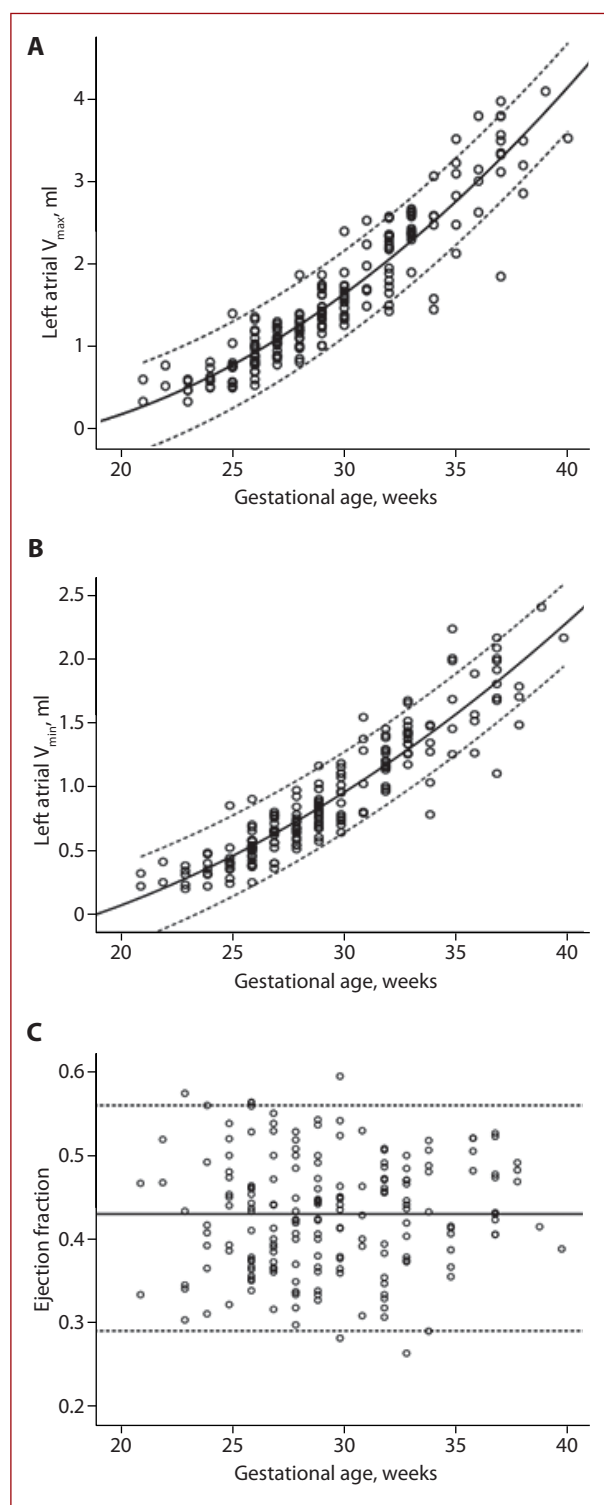 A
Left atrial Vmax, ml
4
3
2
1
0
20 25 30 35 40
Gestational age, weeks
B
Left atrial Vmin, ml
2.5
2.0
1.5
1.0
0.5
0
20 25 30 35 40
Gestational age, weeks
C
Ejection fraction
0.6
0.5
0.4
0.3
0.2
20 25 30 35 40
Gestational age, weeks